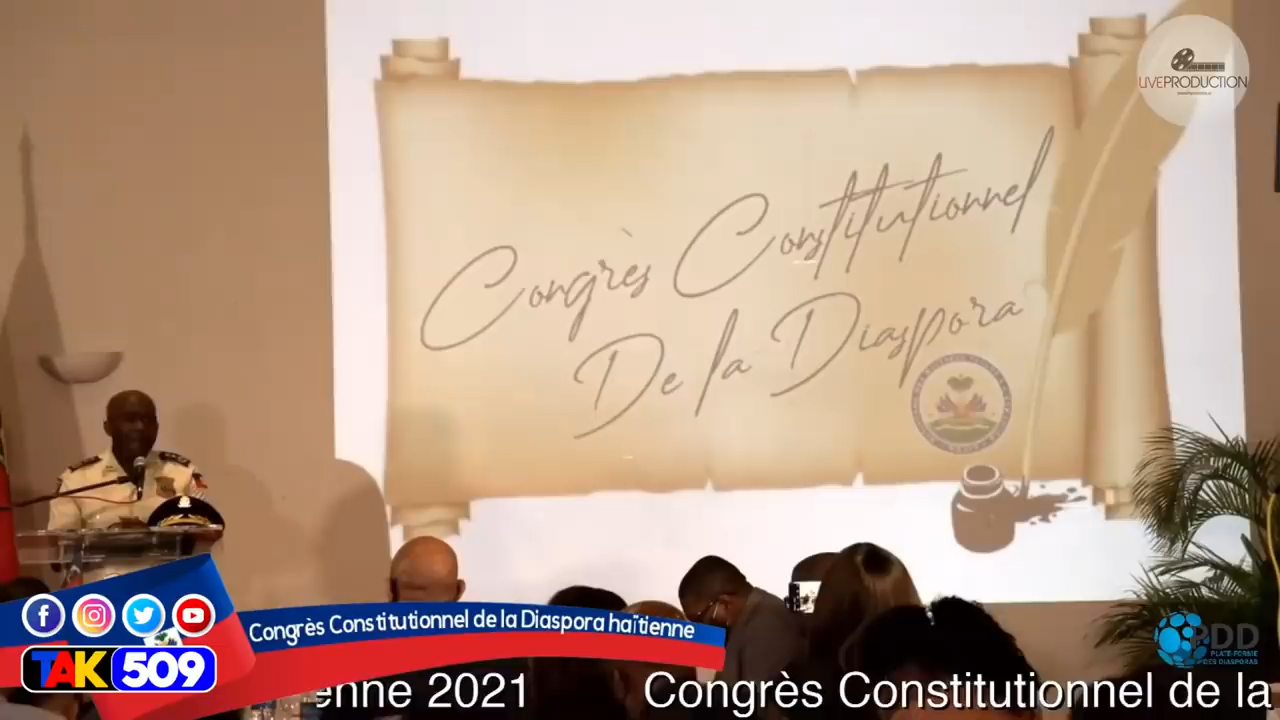 LIVEPRODUCTION
Congrès Constitutionnel
De la Diaspora
Congrès Constitutionnel de la Diaspora haïtienne
TAK 509
PDD
PLATE-FORME
DES DIASPORAS
enne 2021 Congrès Constitutionnel de la